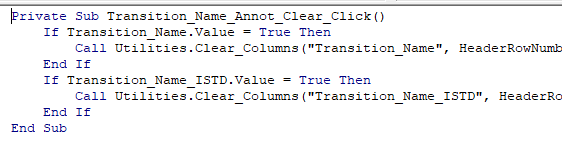 Private Sub Transition_Name_Annot_Clear_Click()
    If Transition_Name.Value = True Then
        Call Utilities.Clear_Columns("Transition_Name", HeaderRowNumb
    End If
    If Transition_Name_ISTD.Value = True Then
        Call Utilities.Clear_Columns("Transition_Name_ISTD", HeaderRo
    End If
End Sub